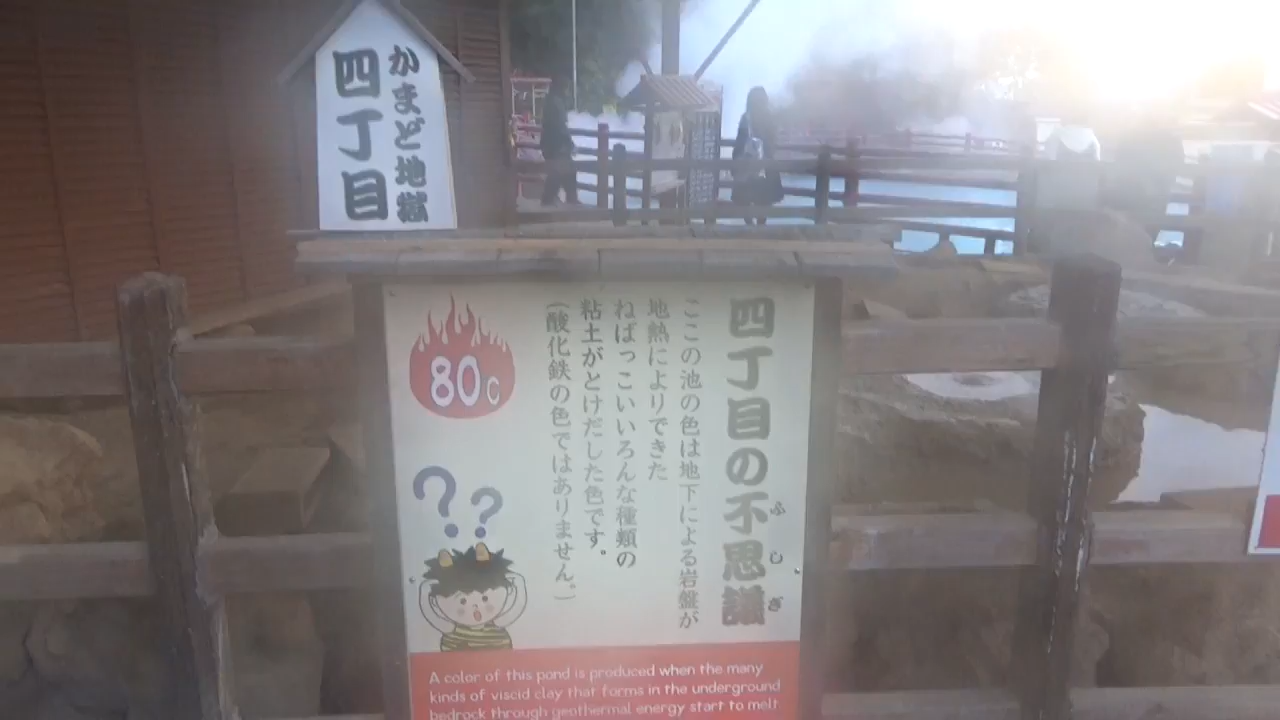 かまど地獄
四丁目
四丁目の不思議
ふしぎ
ここの池の色は地下による岩盤が
地熱によりできた
ねばっこいいろんな種類の
粘土がとけだした色です。
(酸化鉄の色ではありません。)
80c
??
A color of this pond is produced when the many
kinds of viscid clay that forms in the underground
bedrock through geothermal energy start to melt